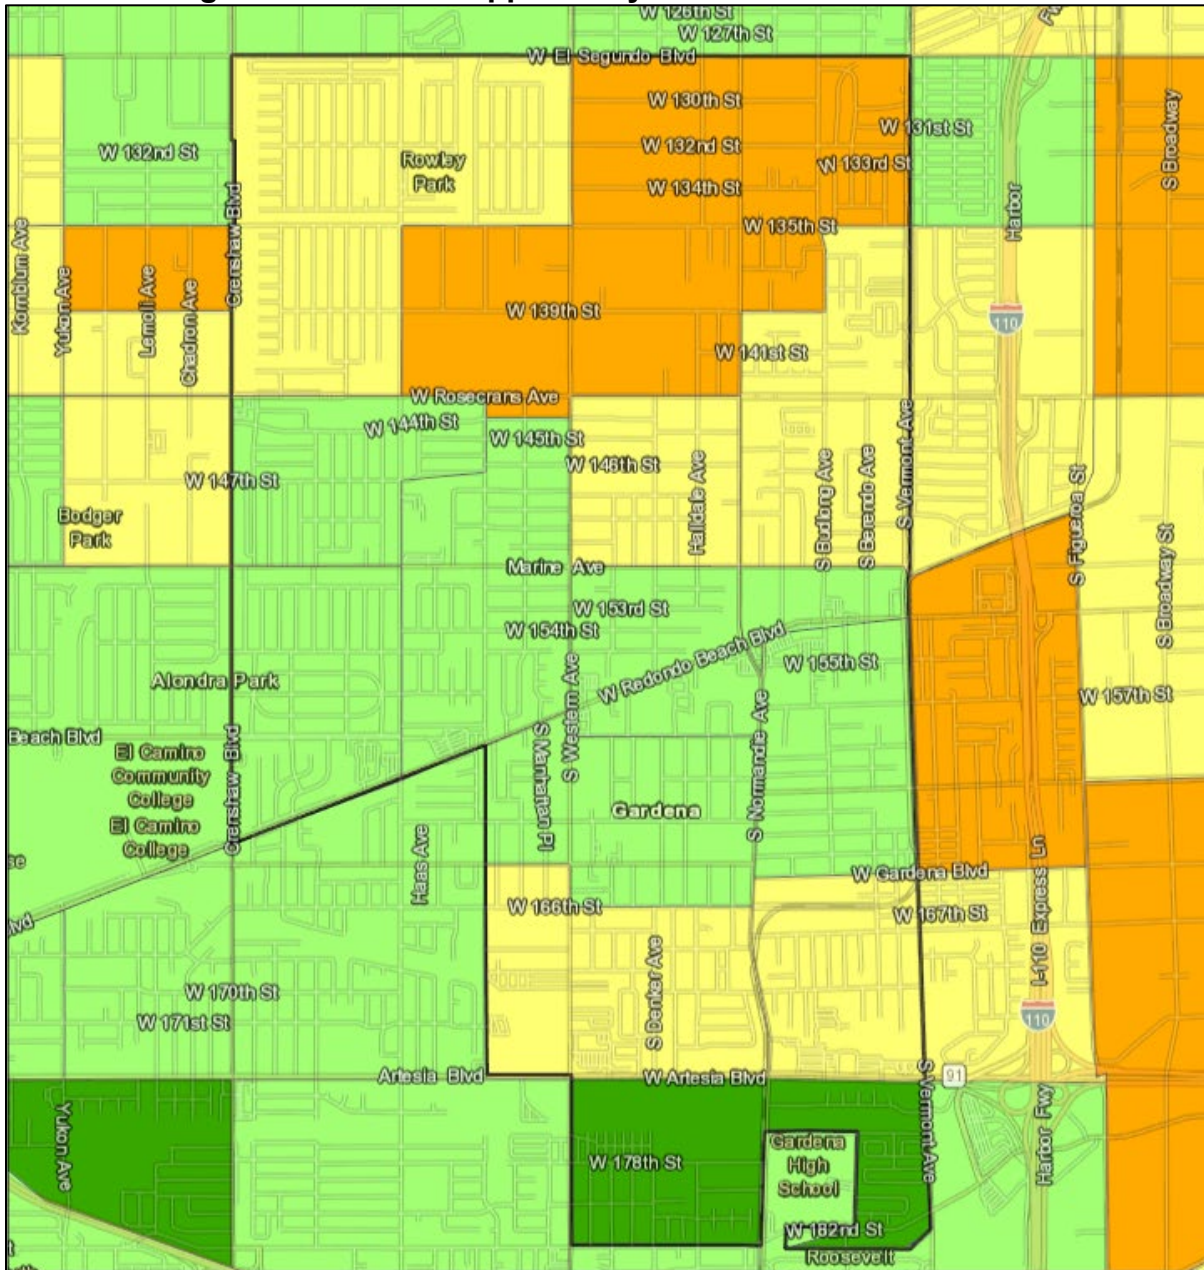 W 126th St
W 127th St
W El Segundo Blvd
W 130th St
W 131st St
W 132nd St
W 132nd St
W 133rd St
Rowley
Park
W 134th St
S Broadway
W 135th St
Harbor
Crenshaw Blvd
Kornblum Ave
Yukon Ave
Lemoli Ave
Chadron Ave
W 139th St
110
W 141st St
W Rosecrans Ave
W 144th St
W 145th St
W 146th St
W 147th St
Halldale Ave
S Budlong Ave
S Berendo Ave
S Vermont Ave
S Figueroa St
S Broadway St
Bodger
Park
Marine Ave
W 153rd St
W 154th St
W Redondo Beach Blvd
W 155th St
Alondra Park
W 157th St
S Western Ave
S Manhattan Pl
S Normandie Ave
Beach Blvd
El Camino
Community
College
El Camino
College
Crenshaw Blvd
Gardena
Haas Ave
W Gardena Blvd
I-110 Express Ln
W 166th St
W 167th St
S Denker Ave
W 170th St
W 171st St
110
Artesia Blvd
W Artesia Blvd
91
S Vermont Ave
Harbor Fwy
Yukon Ave
W 178th St
Gardena
High
School
W 182nd St
Roosevelt